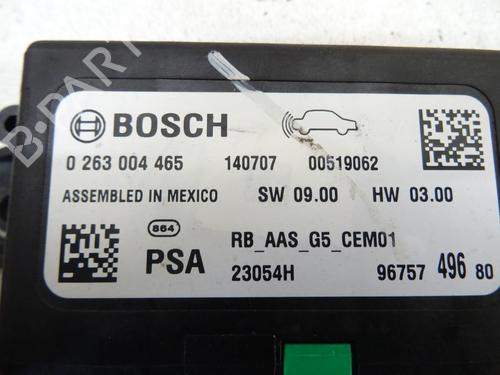 B-PARTS
BOSCH
0 263 004 465 140707 00519062
ASSEMBLED IN MEXICO SW 09.00 HW 03.00
864
RB_AAS_G5_CEM01
PSA 23054H 96757 496 80